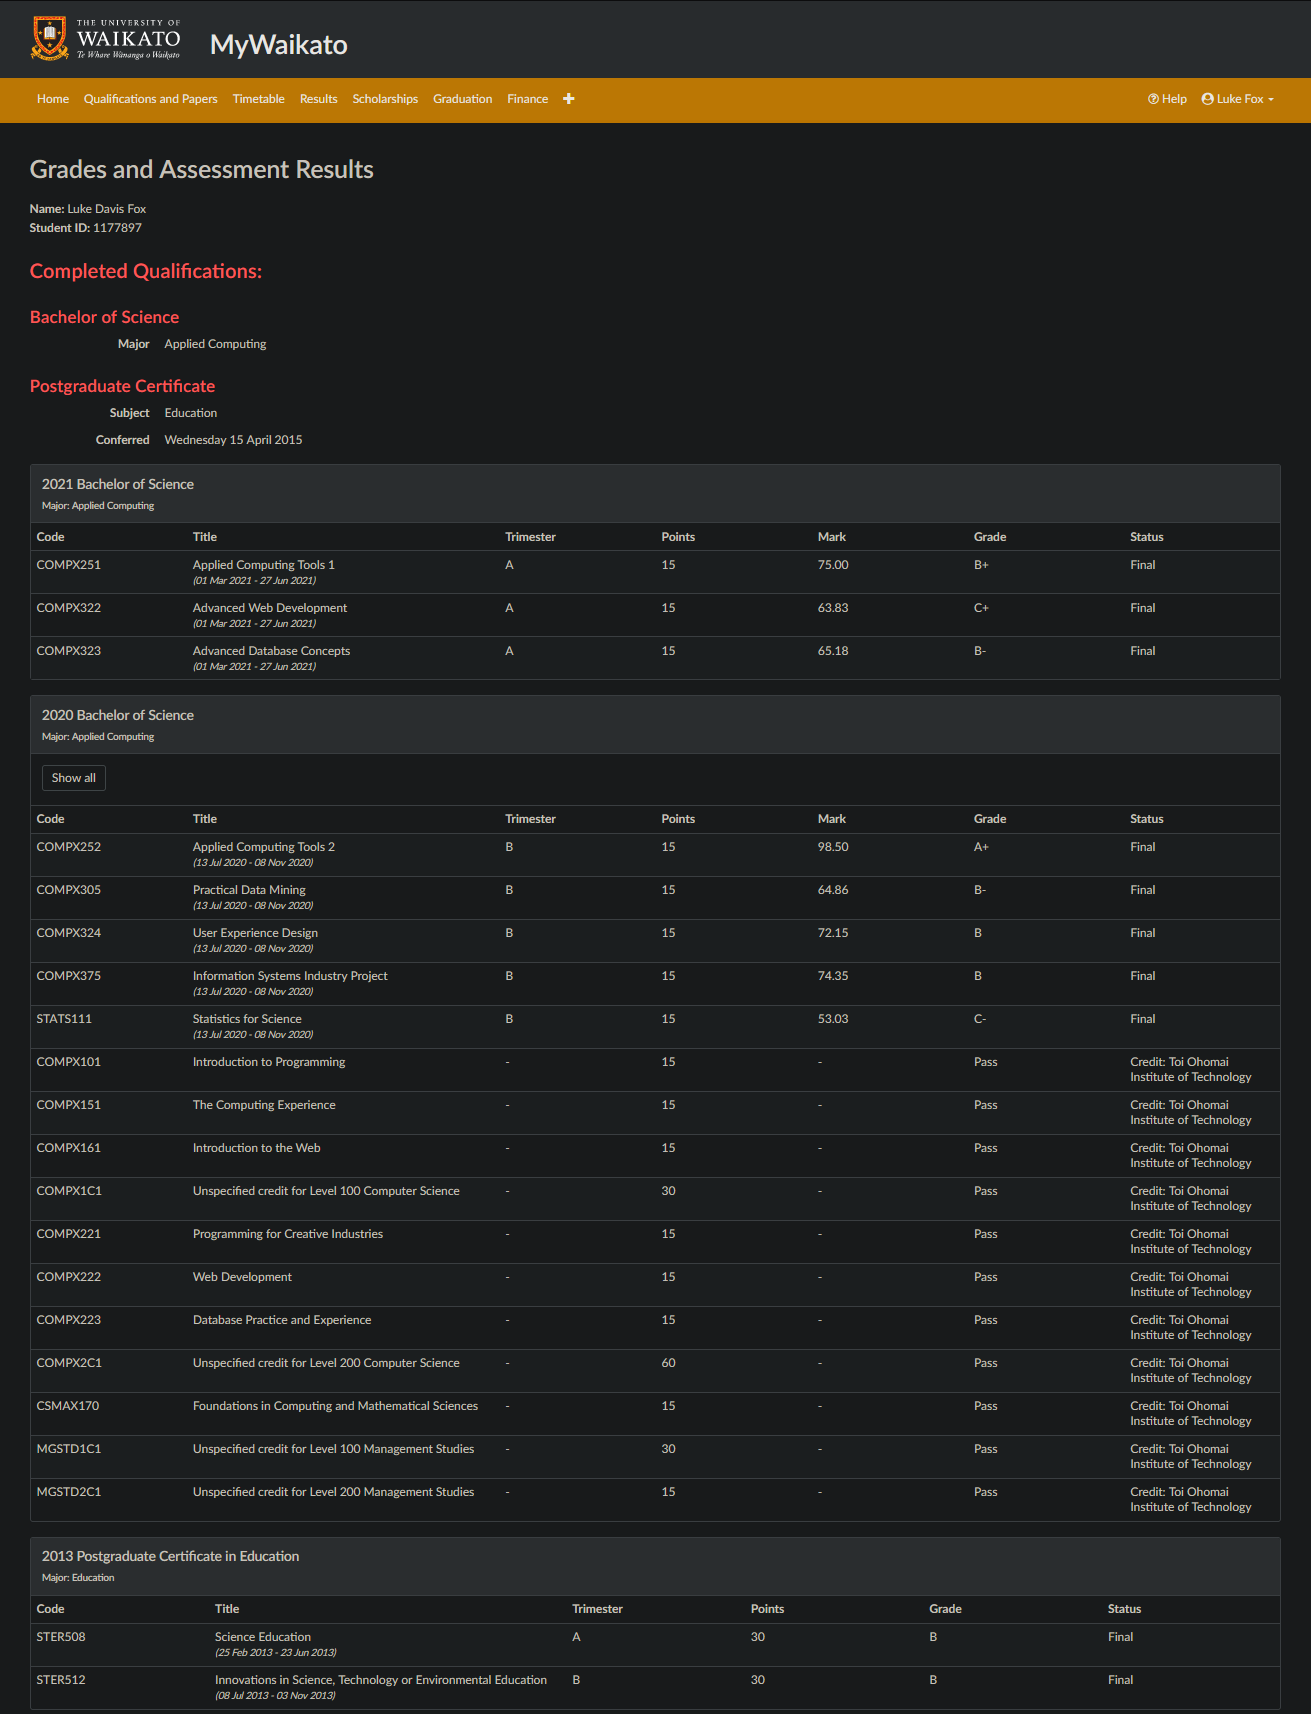 THE UNIVERSITY OF
WAIKATO
Te Whare Wānanga o Waikato
MyWaikato
Home Qualifications and Papers Timetable Results Scholarships Graduation Finance Help Luke Fox
Grades and Assessment Results
Name: Luke Davis Fox
Student ID: 1177897
Completed Qualifications:
Bachelor of Science
Major Applied Computing
Postgraduate Certificate
Subject Education
Conferred Wednesday 15 April 2015
2021 Bachelor of Science
Major: Applied Computing
Code Title Trimester Points Mark Grade Status
COMPX251 Applied Computing Tools 1 A 15 75.00 B+ Final
(01 Mar 2021 - 27 Jun 2021)
COMPX322 Advanced Web Development A 15 63.83 C+ Final
(01 Mar 2021 - 27 Jun 2021)
COMPX323 Advanced Database Concepts A 15 65.18 B- Final
(01 Mar 2021 - 27 Jun 2021)
2020 Bachelor of Science
Major: Applied Computing
Show all
Code Title Trimester Points Mark Grade Status
COMPX252 Applied Computing Tools 2 B 15 98.50 A+ Final
(13 Jul 2020 - 08 Nov 2020)
COMPX305 Practical Data Mining B 15 64.86 B- Final
(13 Jul 2020 - 08 Nov 2020)
COMPX324 User Experience Design B 15 72.15 B Final
(13 Jul 2020 - 08 Nov 2020)
COMPX375 Information Systems Industry Project B 15 74.35 B Final
(13 Jul 2020 - 08 Nov 2020)
STATS111 Statistics for Science B 15 53.03 C- Final
(13 Jul 2020 - 08 Nov 2020)
COMPX101 Introduction to Programming - 15 - Pass Credit: Toi Ohomai
Institute of Technology
COMPX151 The Computing Experience - 15 - Pass Credit: Toi Ohomai
Institute of Technology
COMPX161 Introduction to the Web - 15 - Pass Credit: Toi Ohomai
Institute of Technology
COMPX1C1 Unspecified credit for Level 100 Computer Science - 30 - Pass Credit: Toi Ohomai
Institute of Technology
COMPX221 Programming for Creative Industries - 15 - Pass Credit: Toi Ohomai
Institute of Technology
COMPX222 Web Development - 15 - Pass Credit: Toi Ohomai
Institute of Technology
COMPX223 Database Practice and Experience - 15 - Pass Credit: Toi Ohomai
Institute of Technology
COMPX2C1 Unspecified credit for Level 200 Computer Science - 60 - Pass Credit: Toi Ohomai
Institute of Technology
CSMAX170 Foundations in Computing and Mathematical Sciences - 15 - Pass Credit: Toi Ohomai
Institute of Technology
MGSTD1C1 Unspecified credit for Level 100 Management Studies - 30 - Pass Credit: Toi Ohomai
Institute of Technology
MGSTD2C1 Unspecified credit for Level 200 Management Studies - 15 - Pass Credit: Toi Ohomai
Institute of Technology
2013 Postgraduate Certificate in Education
Major: Education
Code Title Trimester Points Grade Status
STER508 Science Education A 30 B Final
(25 Feb 2013 - 23 Jun 2013)
STER512 Innovations in Science, Technology or Environmental Education B 30 B Final
(08 Jul 2013 - 03 Nov 2013)